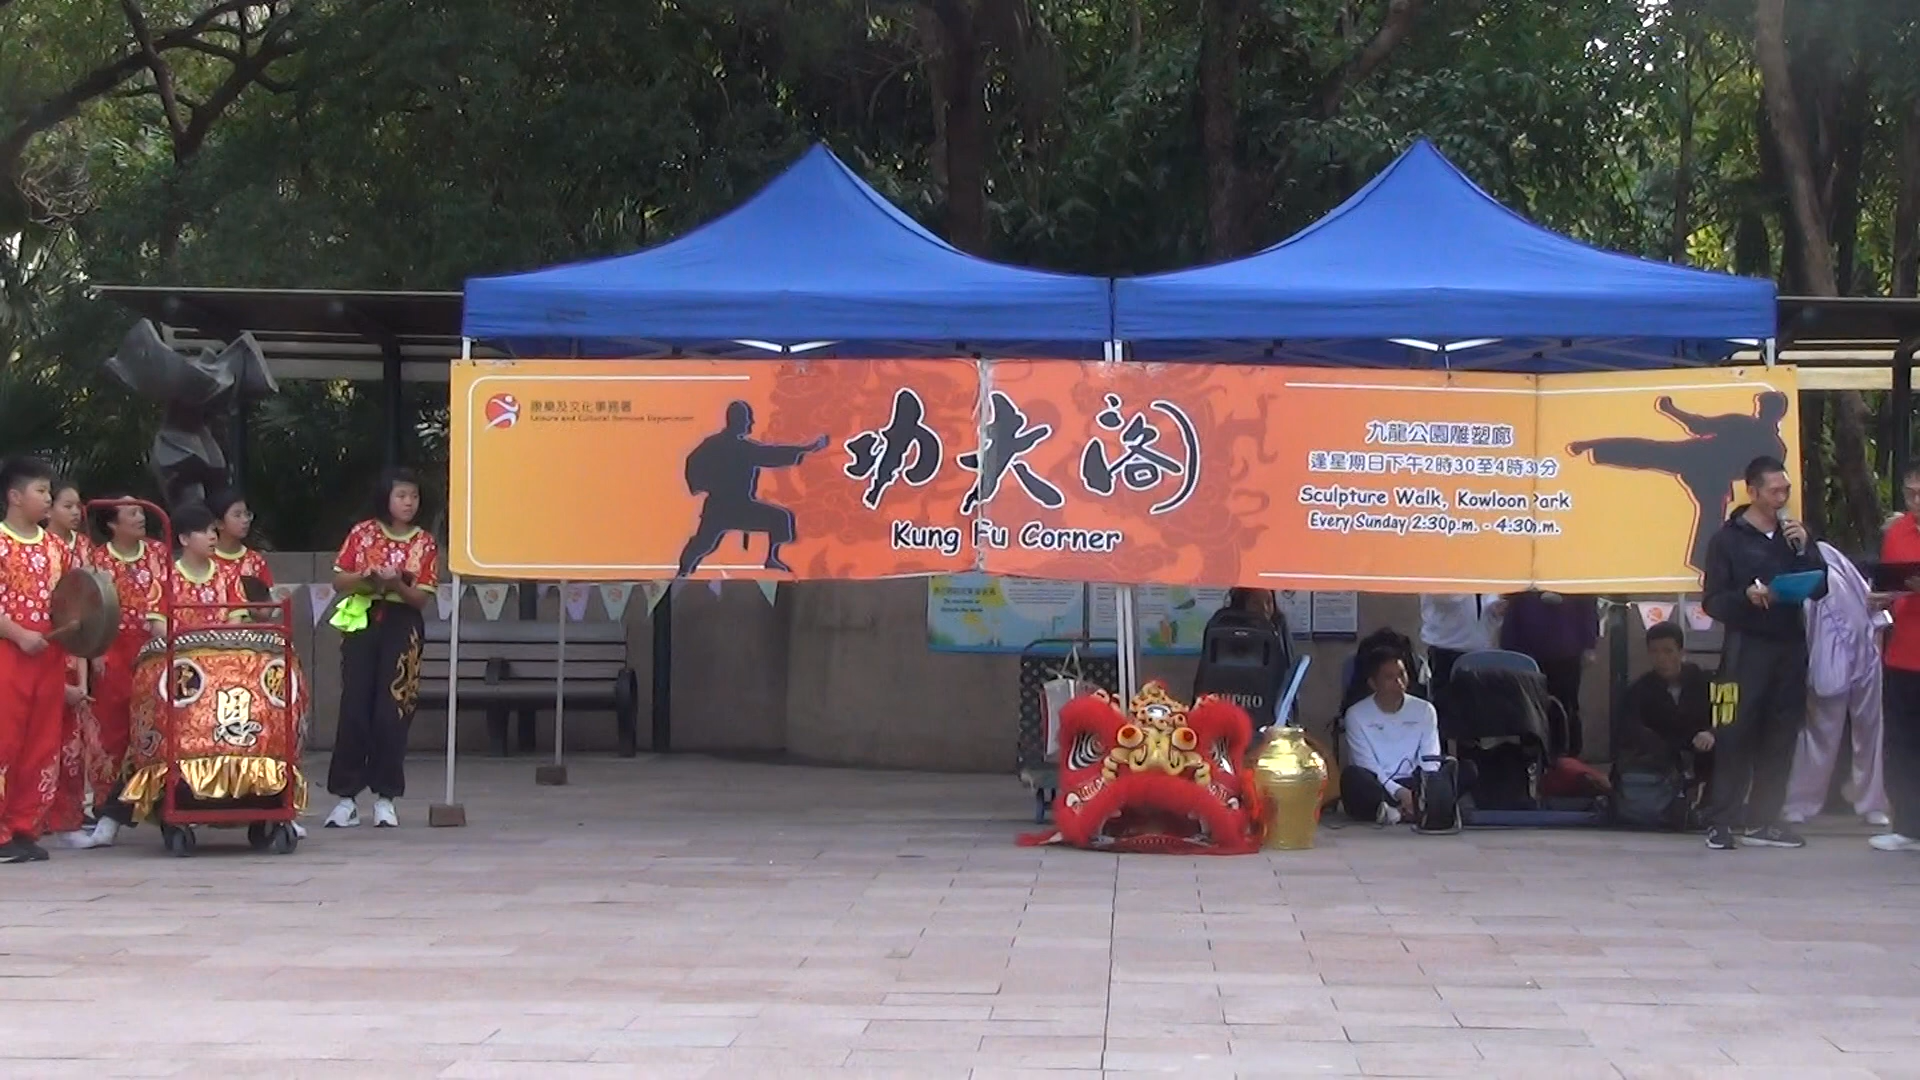 康樂及文化事務署
Leisure and Cultural Services Department
功夫閣
Kung Fu Corner
九龍公園雕塑廊
逢星期日下午2時30至4時30分
Sculpture Walk, Kowloon Park
Every Sunday 2:30p.m. - 4:30p.m.
恩